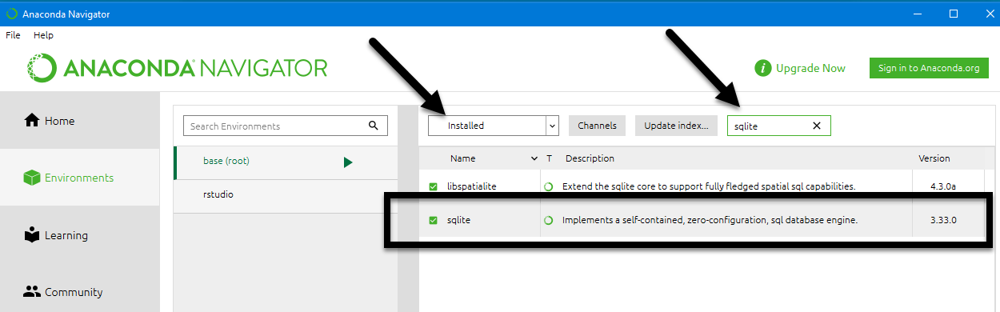 Anaconda Navigator
File Help
ANACONDA NAVIGATOR
i Upgrade Now
Sign in to Anaconda.org
Home
Environments
Learning
Community
Search Environments
base (root)
rstudio
Installed
Channels
Update index...
sqlite
Name T Description Version
libspatialite Extend the sqlite core to support fully fledged spatial sql capabilities. 4.3.0a
sqlite Implements a self-contained, zero-configuration, sql database engine. 3.33.0